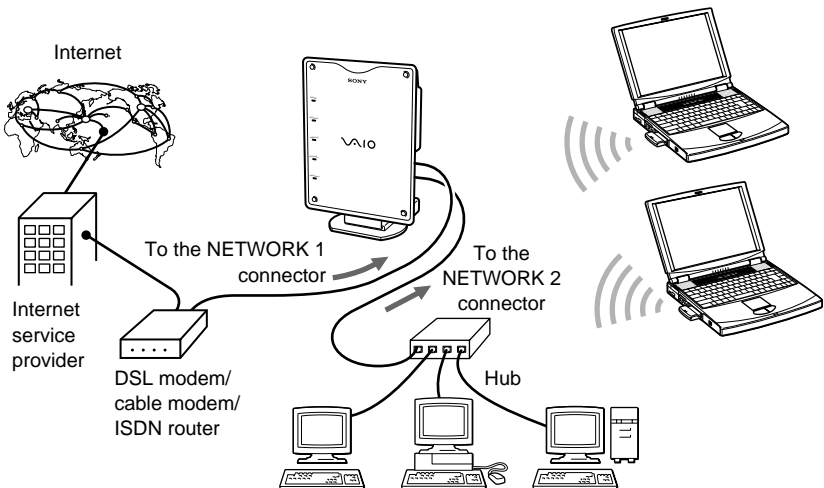 Internet
SONY
VAIO
To the NETWORK 1
connector
To the
NETWORK 2
connector
Internet
service
provider
DSL modem/
cable modem/
ISDN router
Hub